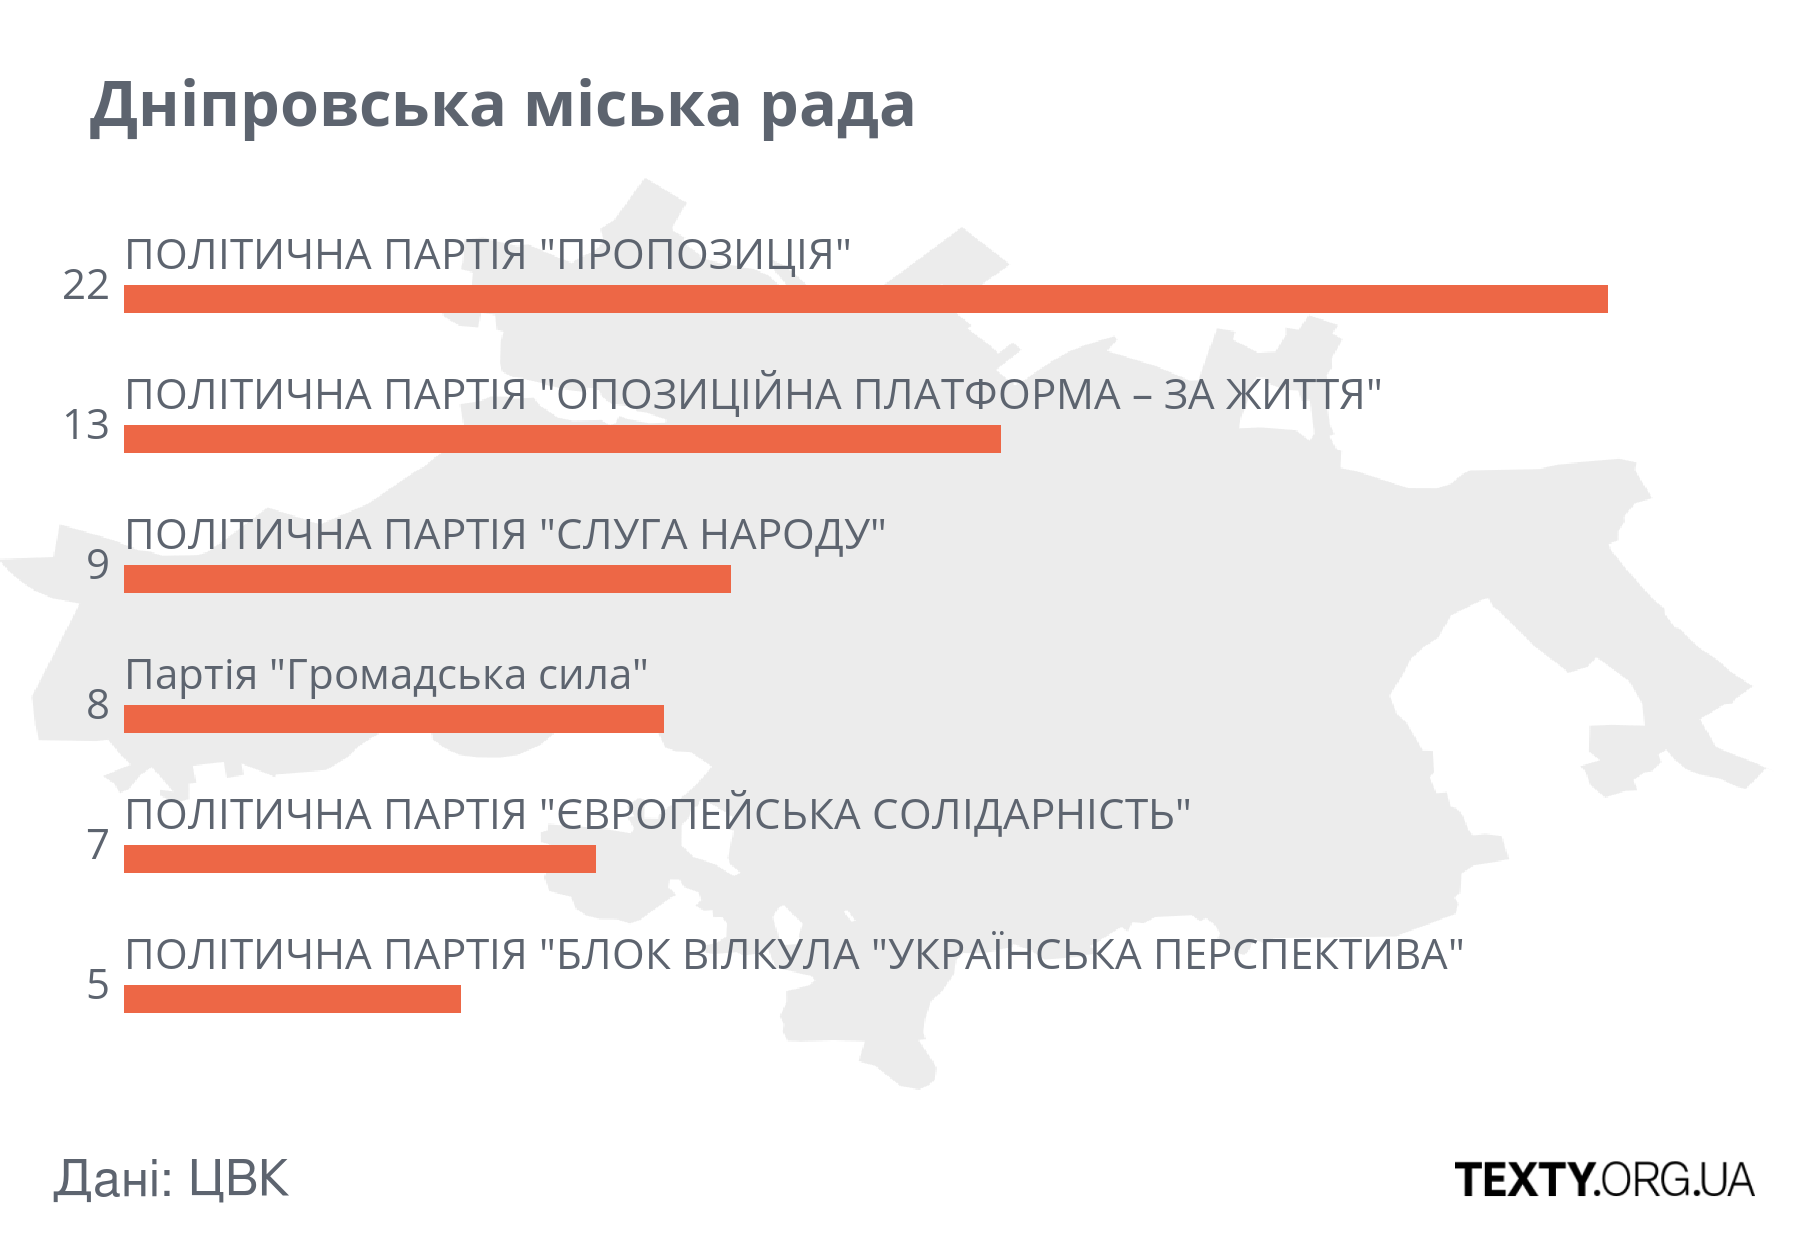 Дніпровська міська рада
ПОЛІТИЧНА ПАРТІЯ "ПРОПОЗИЦІЯ"
22
ПОЛІТИЧНА ПАРТІЯ "ОПОЗИЦІЙНА ПЛАТФОРМА – ЗА ЖИТТЯ"
13
ПОЛІТИЧНА ПАРТІЯ "СЛУГА НАРОДУ"
9
Партія "Громадська сила"
8
ПОЛІТИЧНА ПАРТІЯ "ЄВРОПЕЙСЬКА СОЛІДАРНІСТЬ"
7
ПОЛІТИЧНА ПАРТІЯ "БЛОК ВІЛКУЛА "УКРАЇНСЬКА ПЕРСПЕКТИВА"
5
Дані: ЦВК
TEXTY.ORG.UA